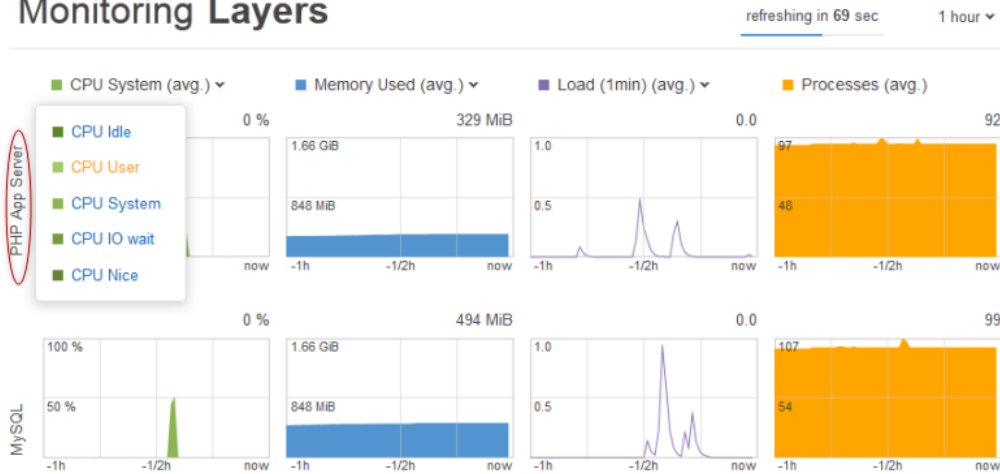 Monitoring Layers
refreshing in 69 sec
1 hour
CPU System (avg.)
Memory Used (avg.)
Load (1min) (avg.)
Processes (avg.)
PHP App Server
CPU Idle
CPU User
CPU System
CPU IO wait
CPU Nice
0 %
now
329 MiB
1.66 GiB
848 MiB
-1h -1/2h now
0.0
1.0
0.5
-1h -1/2h now
92
97
48
-1h -1/2h now
MySQL
0 %
100 %
50 %
-1h -1/2h now
494 MiB
1.66 GiB
848 MiB
-1h -1/2h now
0.0
1.0
0.5
-1h -1/2h now
99
107
54
-1h -1/2h now